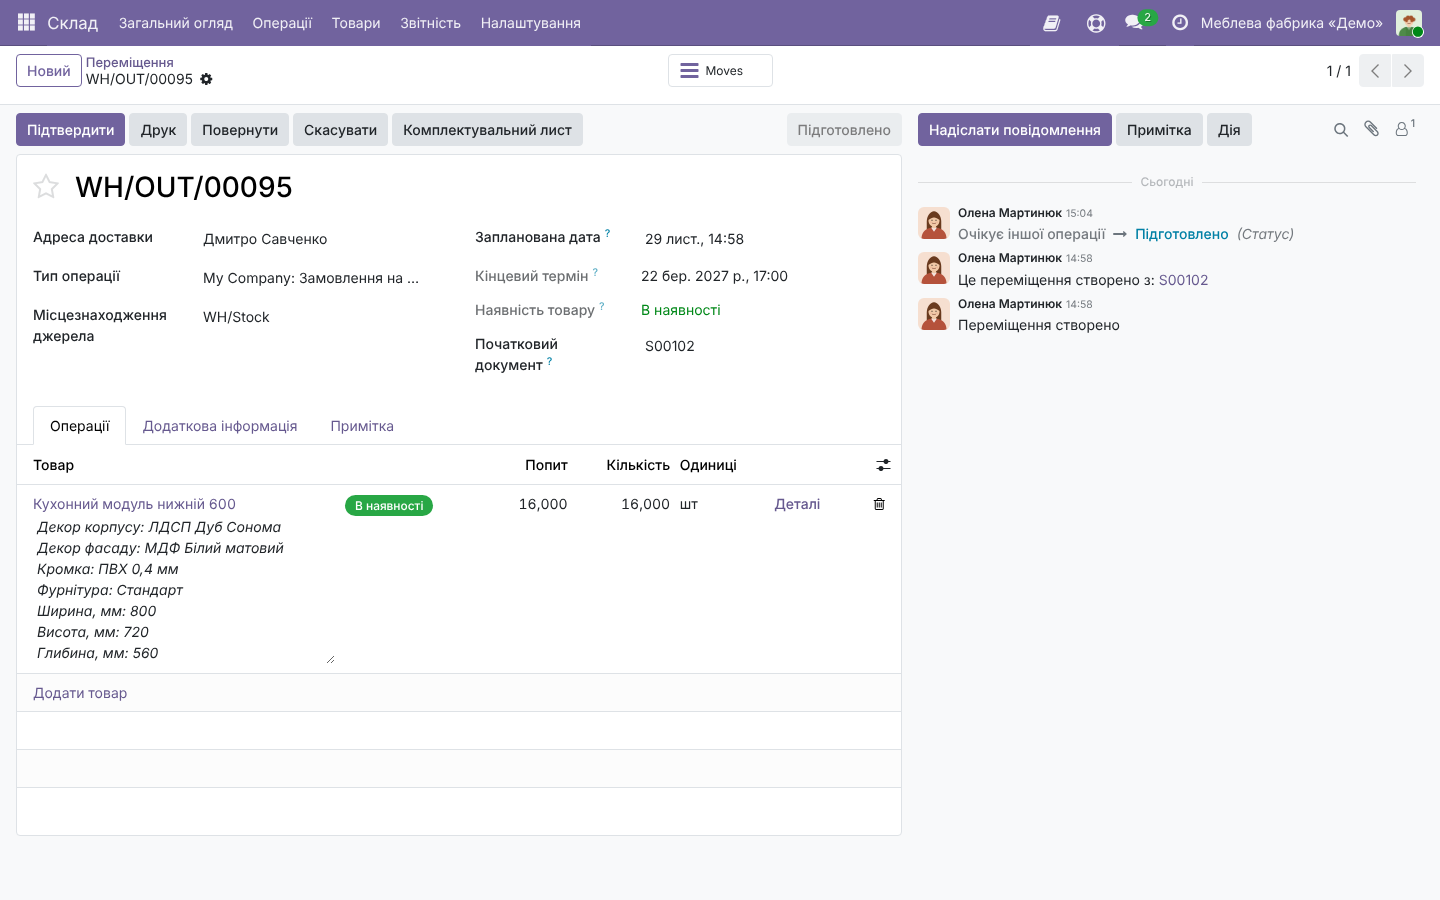 Склад
Загальний огляд
Операції
Товари
Звітність
Налаштування
2
Меблева фабрика «Демо»
Новий
Переміщення
WH/OUT/00095
Moves
1 / 1
Підтвердити
Друк
Повернути
Скасувати
Комплектувальний лист
Підготовлено
Надіслати повідомлення
Примітка
Дія
1
WH/OUT/00095
Адреса доставки
Дмитро Савченко
Тип операції
My Company: Замовлення на ...
Місцезнаходження
джерела
WH/Stock
Запланована дата ?
29 лист., 14:58
Кінцевий термін ?
22 бер. 2027 р., 17:00
Наявність товару ?
В наявності
Початковий
документ ?
S00102
Операції
Додаткова інформація
Примітка
Товар
Попит
Кількість
Одиниці
Кухонний модуль нижній 600
В наявності
16,000
16,000
шт
Деталі
Декор корпусу: ЛДСП Дуб Сонома
Декор фасаду: МДФ Білий матовий
Кромка: ПВХ 0,4 мм
Фурнітура: Стандарт
Ширина, мм: 800
Висота, мм: 720
Глибина, мм: 560
Додати товар
Сьогодні
Олена Мартинюк 15:04
Очікує іншої операції → Підготовлено (Статус)
Олена Мартинюк 14:58
Це переміщення створено з: S00102
Олена Мартинюк 14:58
Переміщення створено